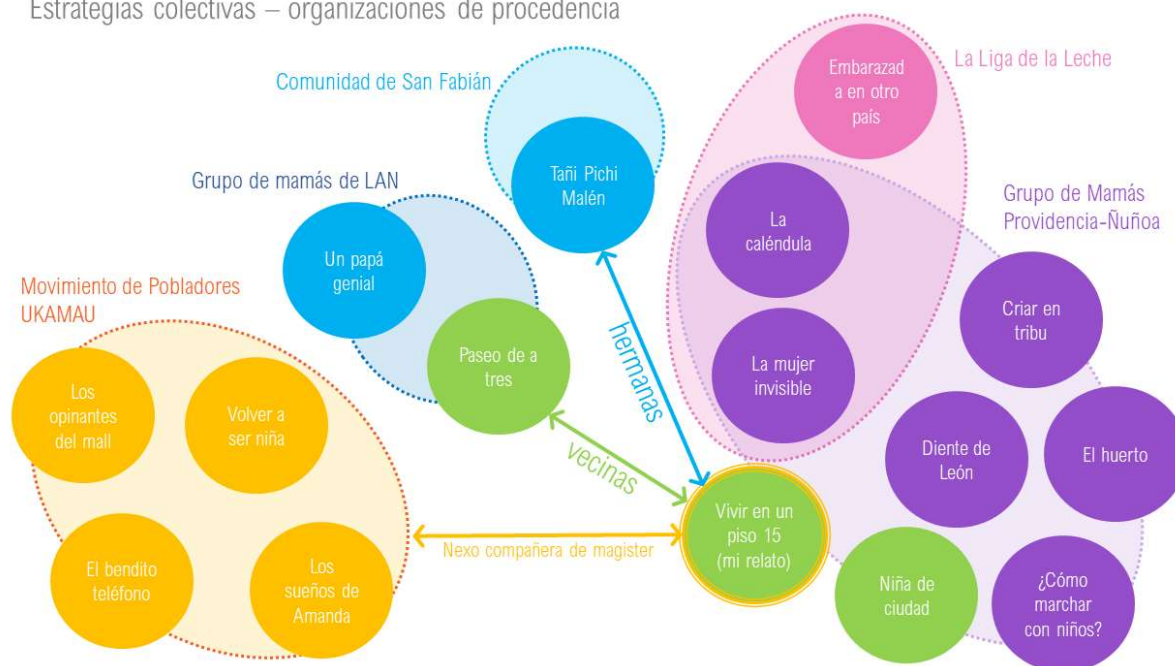 Estrategias colectivas – organizaciones de procedencia
La Liga de la Leche
Embarazad
a en otro
país
Comunidad de San Fabián
Tañi Pichi
Malén
Grupo de mamás de LAN
Un papá
genial
Paseo de a
tres
Grupo de Mamás
Providencia-Ñuñoa
La
caléndula
La mujer
invisible
Criar en
tribu
Diente de
León
El huerto
Niña de
ciudad
¿Cómo
marchar
con niños?
Movimiento de Pobladores
UKAMAU
Los
opinantes
del mall
Volver a
ser niña
El bendito
teléfono
Los
sueños de
Amanda
hermanas
vecinas
Nexo compañera de magister
Vivir en un
piso 15
(mi relato)